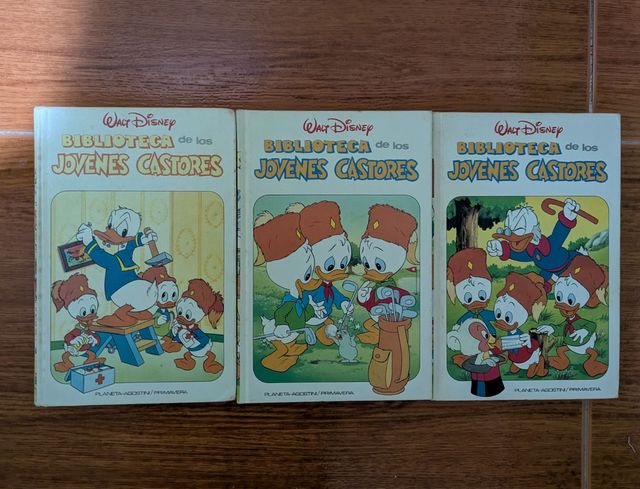 WALT DISNEY
BIBLIOTECA de los
JOVENES CASTORES
PLANETA-AGOSTINI/PRIMAVERA
WALT DISNEY
BIBLIOTECA de los
JOVENES CASTORES
PLANETA-AGOSTINI/PRIMAVERA
WALT DISNEY
BIBLIOTECA de los
JOVENES CASTORES
PLANETA-AGOSTINI/PRIMAVERA